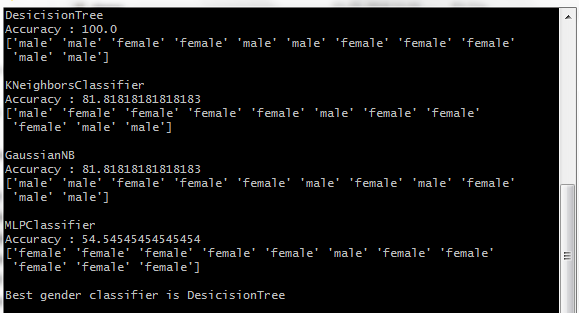 DesicisionTree
Accuracy : 100.0
['male' 'male' 'female' 'female' 'male' 'male' 'female' 'female' 'female'
'male' 'male']
KNeighborsClassifier
Accuracy : 81.81818181818183
['male' 'female' 'female' 'female' 'female' 'male' 'female' 'female'
'female' 'male' 'male']
GaussianNB
Accuracy : 81.81818181818183
['male' 'male' 'female' 'female' 'male' 'female' 'female' 'male' 'female'
'male' 'male']
MLPClassifier
Accuracy : 54.54545454545454
['female' 'female' 'female' 'female' 'female' 'male' 'female' 'female'
'female' 'female' 'female']
Best gender classifier is DesicisionTree